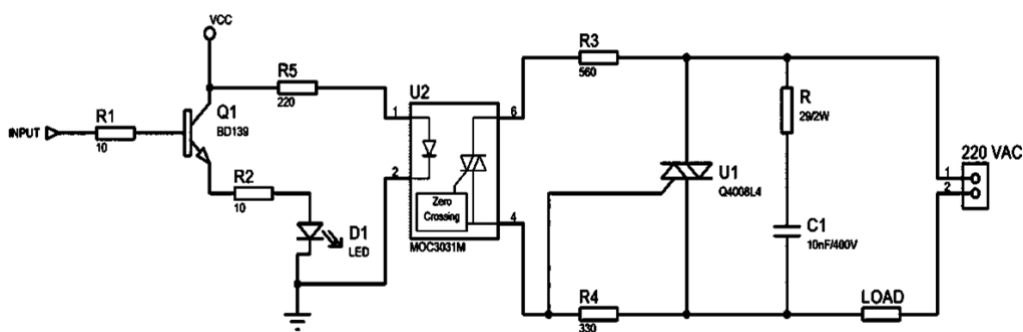 VCC
INPUT
R1
10
Q1
BD139
R5
220
R2
10
D1
LED
U2
1
2
6
4
Zero
Crossing
MOC3031M
R3
560
R4
330
U1
Q4008L4
R
29/2W
C1
10nF/400V
LOAD
220 VAC
1
2